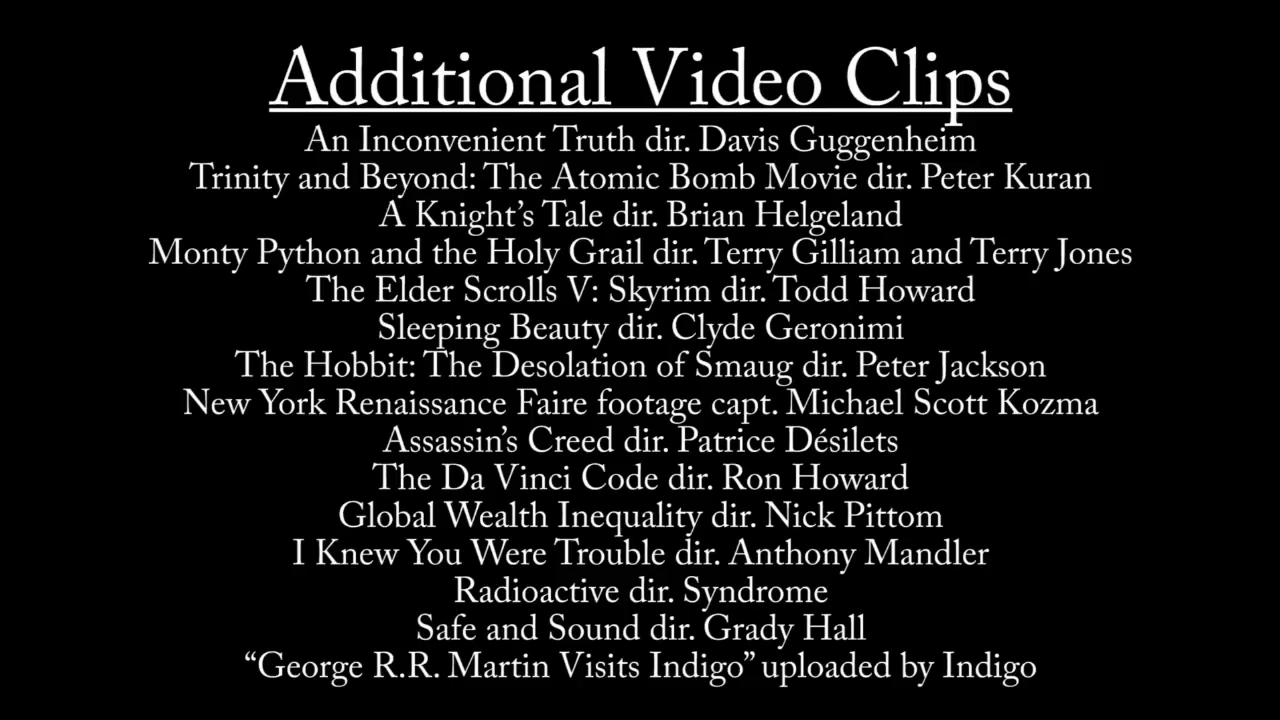 Additional Video Clips
An Inconvenient Truth dir. Davis Guggenheim
Trinity and Beyond: The Atomic Bomb Movie dir. Peter Kuran
A Knight’s Tale dir. Brian Helgeland
Monty Python and the Holy Grail dir. Terry Gilliam and Terry Jones
The Elder Scrolls V: Skyrim dir. Todd Howard
Sleeping Beauty dir. Clyde Geronimi
The Hobbit: The Desolation of Smaug dir. Peter Jackson
New York Renaissance Faire footage capt. Michael Scott Kozma
Assassin’s Creed dir. Patrice Désilets
The Da Vinci Code dir. Ron Howard
Global Wealth Inequality dir. Nick Pittom
I Knew You Were Trouble dir. Anthony Mandler
Radioactive dir. Syndrome
Safe and Sound dir. Grady Hall
“George R.R. Martin Visits Indigo” uploaded by Indigo